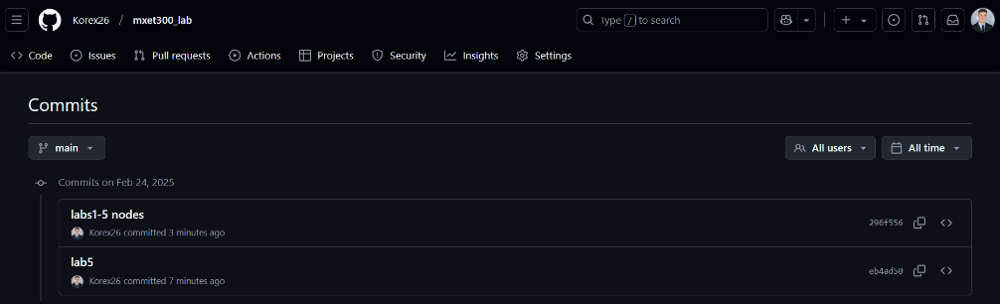 Korex26 / mxet300_lab Type / to search
Code Issues Pull requests Actions Projects Security Insights Settings
Commits
main All users All time
Commits on Feb 24, 2025
labs1-5 nodes
Korex26 committed 3 minutes ago 296f556
lab5
Korex26 committed 7 minutes ago eb4ad50